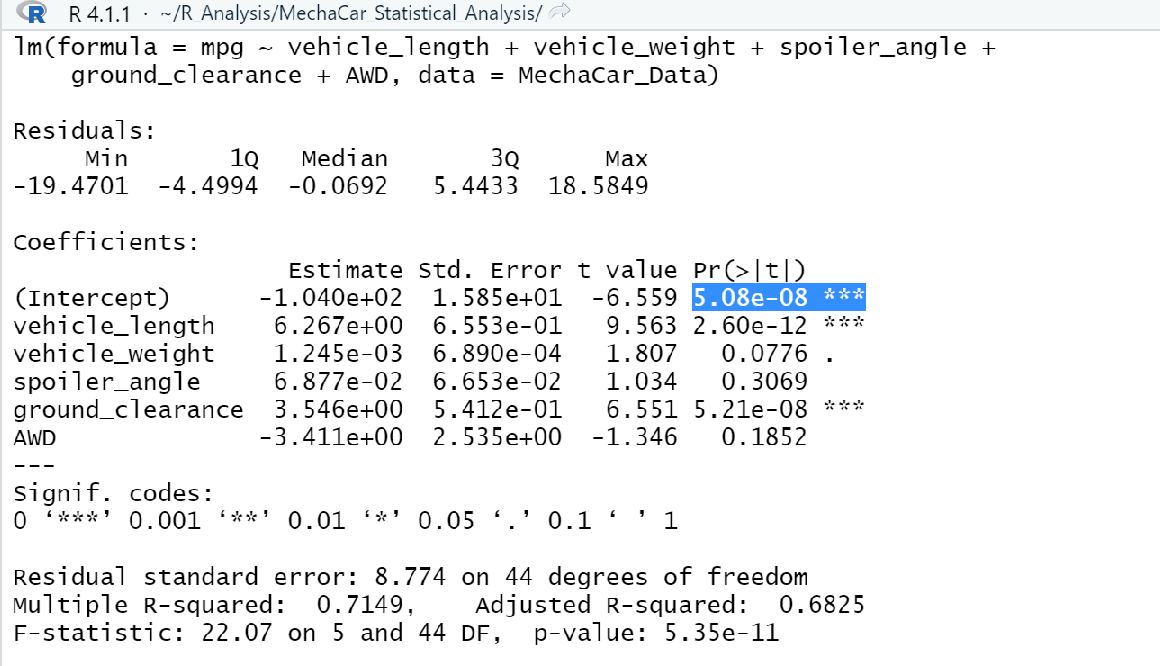 R R 4.1.1 · ~/R_Analysis/MechaCar_Statistical_Analysis/
lm(formula = mpg ~ vehicle_length + vehicle_weight + spoiler_angle +
    ground_clearance + AWD, data = MechaCar_Data)
Residuals:
     Min       1Q   Median       3Q      Max
-19.4701  -4.4994  -0.0692   5.4433  18.5849
Coefficients:
                   Estimate Std. Error t value Pr(>|t|)
(Intercept)      -1.040e+02  1.585e+01  -6.559 5.08e-08 ***
vehicle_length    6.267e+00  6.553e-01   9.563 2.60e-12 ***
vehicle_weight    1.245e-03  6.890e-04   1.807   0.0776 .
spoiler_angle     6.877e-02  6.653e-02   1.034   0.3069
ground_clearance  3.546e+00  5.412e-01   6.551 5.21e-08 ***
AWD              -3.411e+00  2.535e+00  -1.346   0.1852
---
Signif. codes:
0 ‘***’ 0.001 ‘**’ 0.01 ‘*’ 0.05 ‘.’ 0.1 ‘ ’ 1
Residual standard error: 8.774 on 44 degrees of freedom
Multiple R-squared:  0.7149,    Adjusted R-squared:  0.6825
F-statistic: 22.07 on 5 and 44 DF,  p-value: 5.35e-11